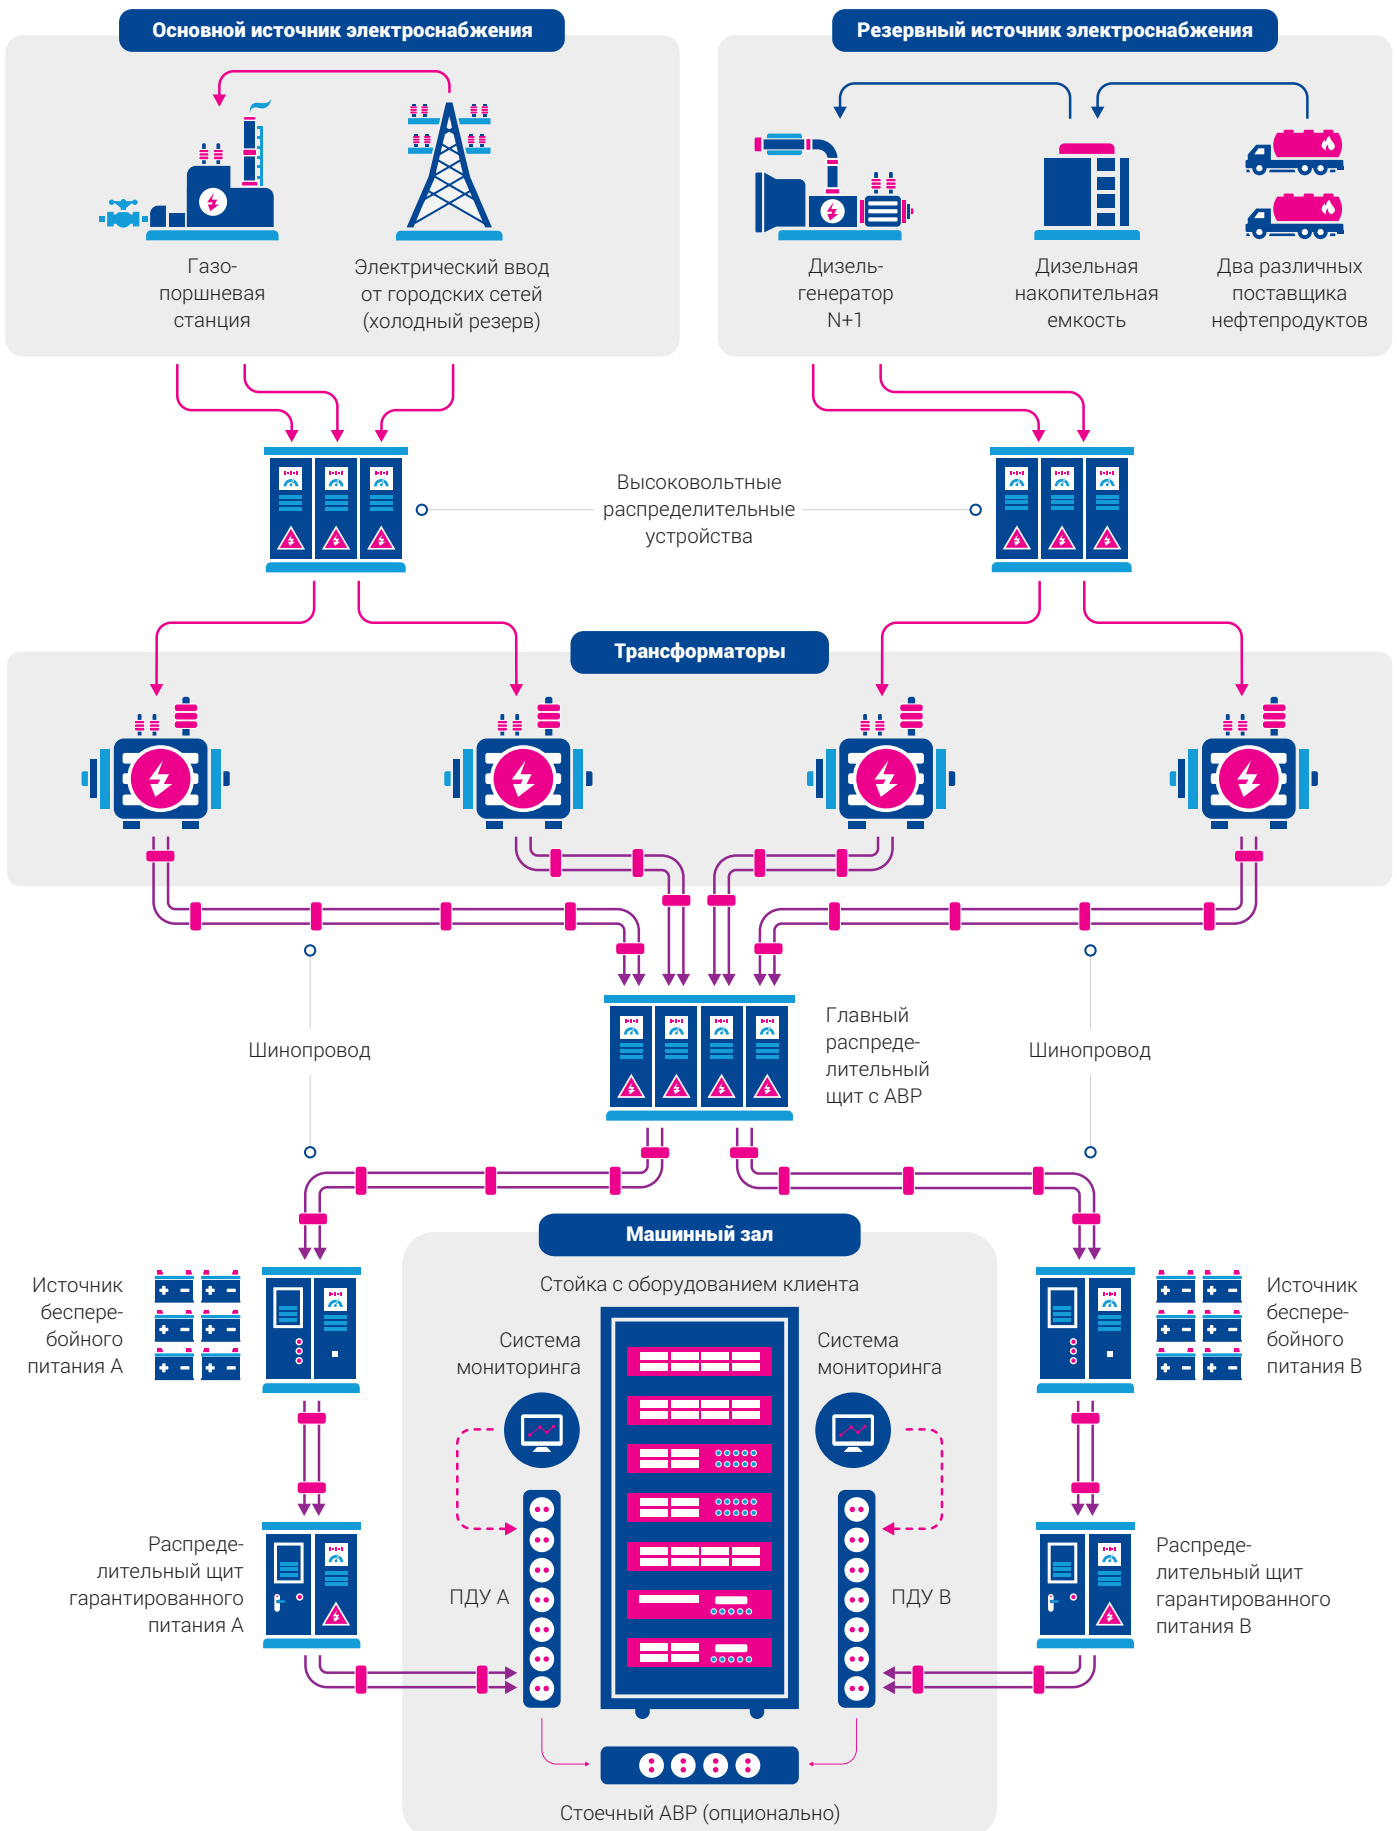 Основной источник электроснабжения
Резервный источник электроснабжения
Газо-
поршневая
станция
Электрический ввод
от городских сетей
(холодный резерв)
Дизель-
генератор
N+1
Дизельная
накопительная
емкость
Два различных
поставщика
нефтепродуктов
Высоковольтные
распределительные
устройства
Трансформаторы
Шинопровод
Главный
распреде-
лительный
щит с АВР
Шинопровод
Машинный зал
Стойка с оборудованием клиента
Источник
беспере-
бойного
питания А
Система
мониторинга
Система
мониторинга
Источник
беспере-
бойного
питания В
Распреде-
лительный щит
гарантированного
питания А
ПДУ А
ПДУ В
Распреде-
лительный щит
гарантированного
питания В
Стоечный АВР (опционально)